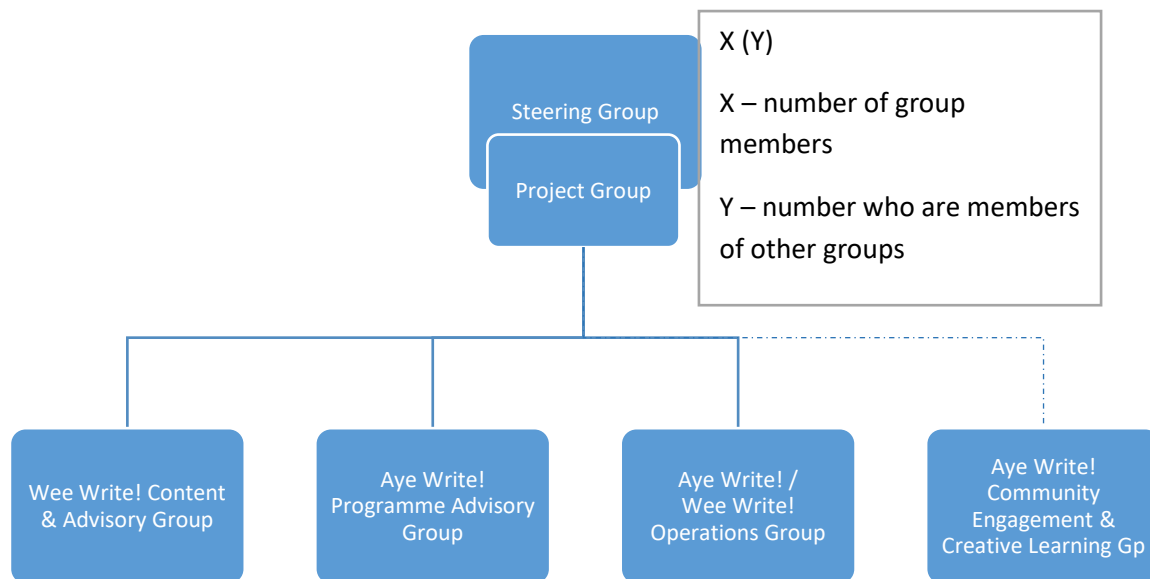 Steering Group
Project Group
X (Y)
X – number of group
members
Y – number who are members
of other groups
Wee Write! Content
& Advisory Group
Aye Write!
Programme Advisory
Group
Aye Write! /
Wee Write!
Operations Group
Aye Write!
Community
Engagement &
Creative Learning Gp